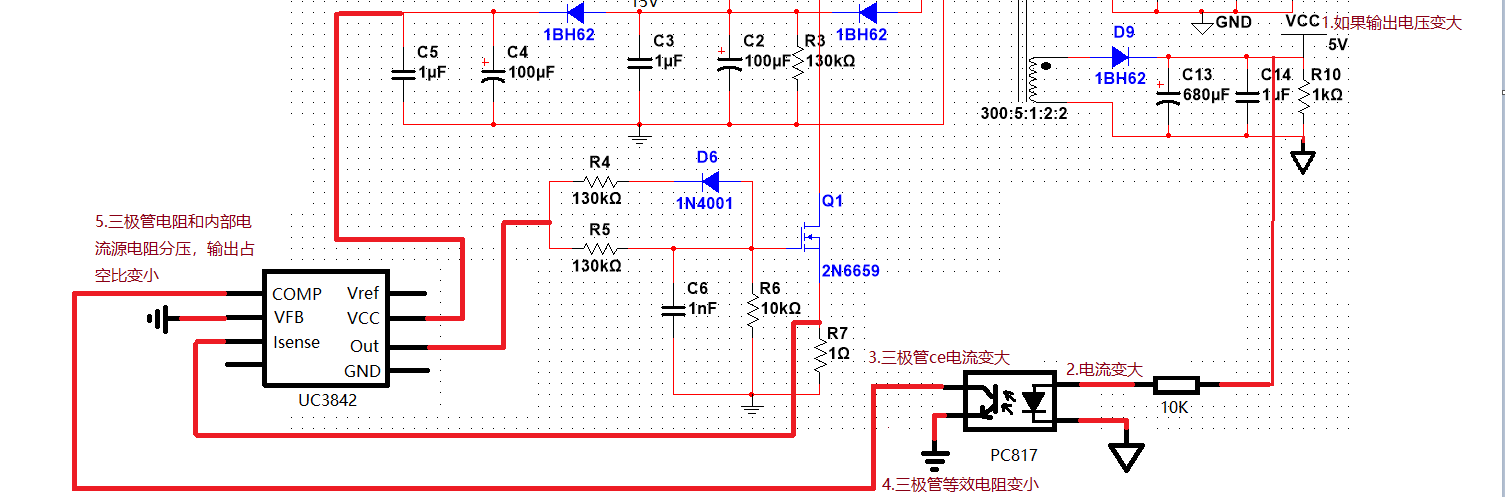 15V
1BH62
1BH62
C5
1µF
C4
100µF
C3
1µF
C2
100µF
R3
130kΩ
GND
VCC
1.如果输出电压变大
5V
D9
1BH62
C13
680µF
C14
1µF
R10
1kΩ
300:5:1:2:2
R4
130kΩ
D6
1N4001
R5
130kΩ
Q1
2N6659
C6
1nF
R6
10kΩ
R7
1Ω
5.三极管电阻和内部电
流源电阻分压，输出占
空比变小
COMP
Vref
VFB
VCC
Isense
Out
GND
UC3842
3.三极管ce电流变大
2.电流变大
10K
PC817
4.三极管等效电阻变小